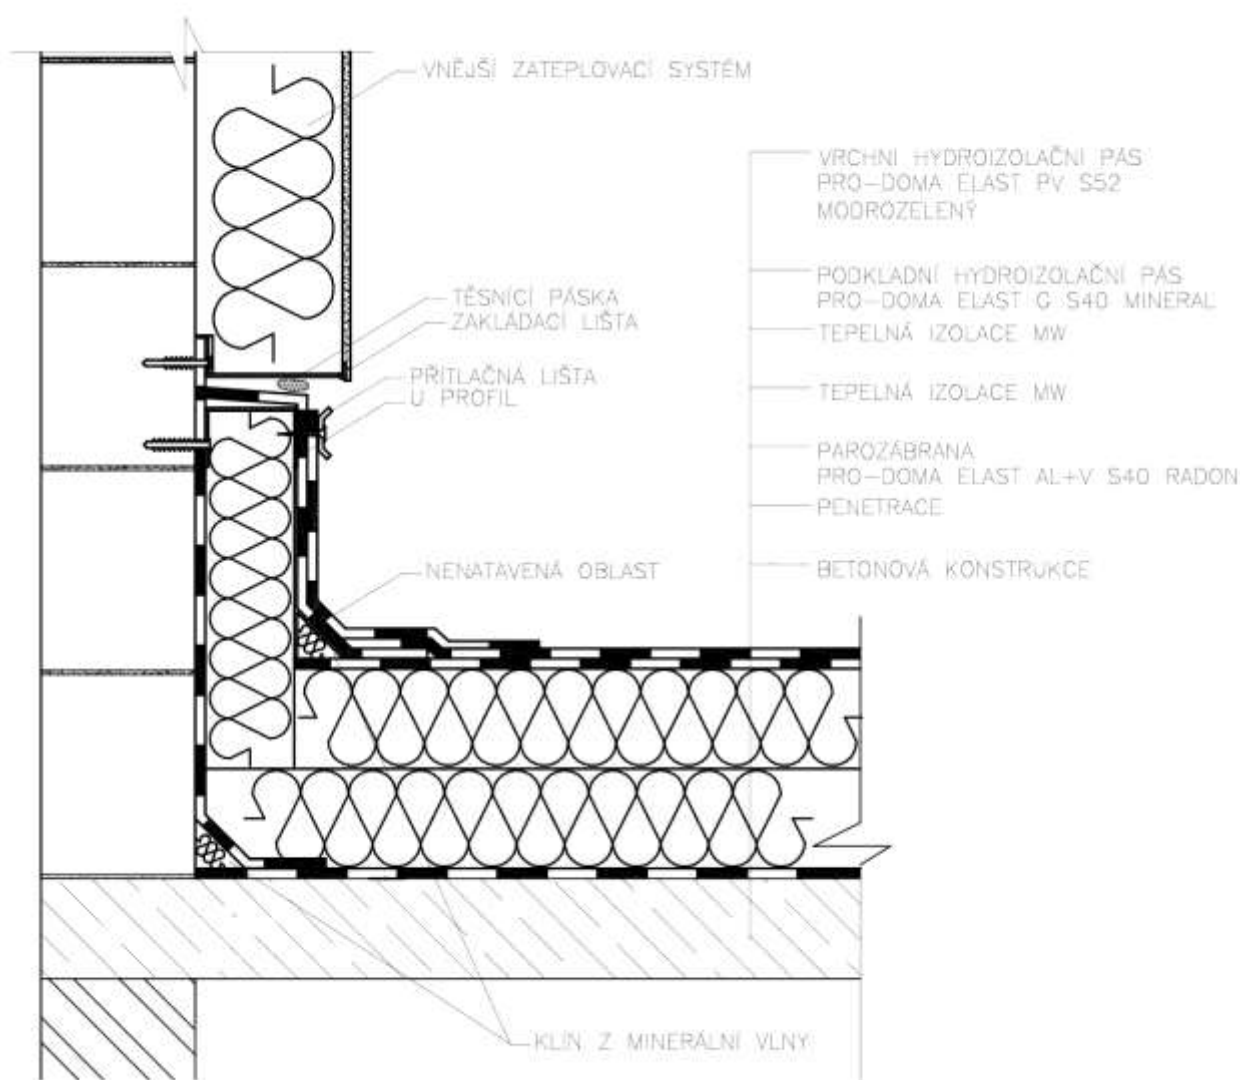 VNĚJŠÍ ZATEPLOVACÍ SYSTÉM
VRCHNI HYDROIZOLAČNÍ PÁS
PRO-DOMA ELAST PV S52
MODROZELENÝ
PODKLADNÍ HYDROIZOLAČNÍ PÁS
PRO-DOMA ELAST G S40 MINERAL
TĚSNÍCÍ PÁSKA
ZAKLÁDACÍ LIŠTA
TEPELNÁ IZOLACE MW
PŘÍTLAČNÁ LIŠTA
U PROFIL
TEPELNÁ IZOLACE MW
PAROZÁBRANA
PRO-DOMA ELAST AL+V S40 RADON
PENETRACE
NENATAVENÁ OBLAST
BETONOVÁ KONSTRUKCE
KLÍN Z MINERÁLNÍ VLNY